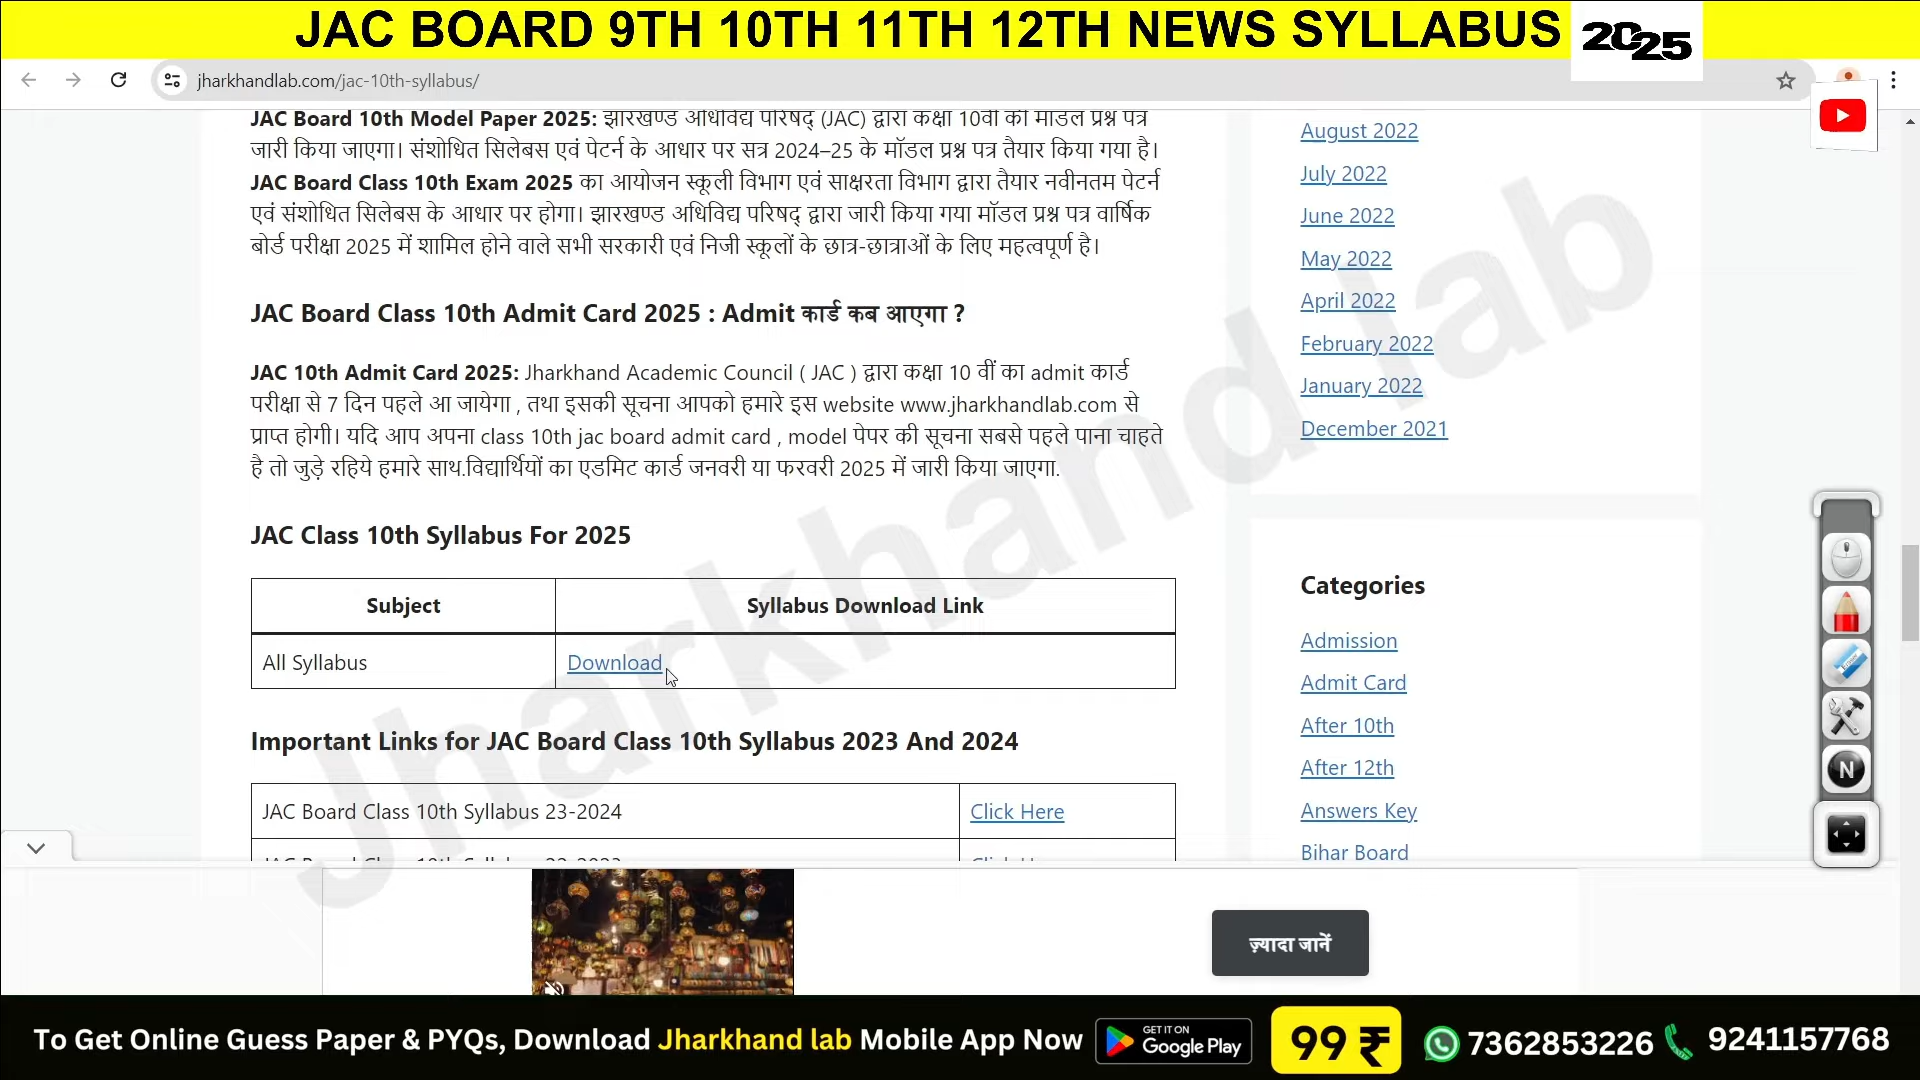 JAC BOARD 9TH 10TH 11TH 12TH NEWS SYLLABUS 2025
jharkhandlab.com/jac-10th-syllabus/
JAC Board 10th Model Paper 2025: झारखण्ड अधिविद्य परिषद् (JAC) द्वारा कक्षा 10वीं की मॉडल प्रश्न पत्र
जारी किया जाएगा। संशोधित सिलेबस एवं पेटर्न के आधार पर सत्र 2024–25 के मॉडल प्रश्न पत्र तैयार किया गया है।
JAC Board Class 10th Exam 2025 का आयोजन स्कूली विभाग एवं साक्षरता विभाग द्वारा तैयार नवीनतम पेटर्न
एवं संशोधित सिलेबस के आधार पर होगा। झारखण्ड अधिविद्य परिषद् द्वारा जारी किया गया मॉडल प्रश्न पत्र वार्षिक
बोर्ड परीक्षा 2025 में शामिल होने वाले सभी सरकारी एवं निजी स्कूलों के छात्र-छात्राओं के लिए महत्वपूर्ण है।
JAC Board Class 10th Admit Card 2025 : Admit कार्ड कब आएगा ?
JAC 10th Admit Card 2025: Jharkhand Academic Council ( JAC ) द्वारा कक्षा 10 वीं का admit कार्ड
परीक्षा से 7 दिन पहले आ जायेगा , तथा इसकी सूचना आपको हमारे इस website www.jharkhandlab.com से
प्राप्त होगी। यदि आप अपना class 10th jac board admit card , model पेपर की सूचना सबसे पहले पाना चाहते
है तो जुड़े रहिये हमारे साथ.विद्यार्थियों का एडमिट कार्ड जनवरी या फरवरी 2025 में जारी किया जाएगा.
JAC Class 10th Syllabus For 2025
Subject Syllabus Download Link
All Syllabus Download
Important Links for JAC Board Class 10th Syllabus 2023 And 2024
JAC Board Class 10th Syllabus 23-2024 Click Here
August 2022
July 2022
June 2022
May 2022
April 2022
February 2022
January 2022
December 2021
Categories
Admission
Admit Card
After 10th
After 12th
Answers Key
Bihar Board
Jharkhand lab
N
ज़्यादा जानें
To Get Online Guess Paper & PYQs, Download Jharkhand lab Mobile App Now GET IT ON Google Play 99 ₹ 7362853226 9241157768